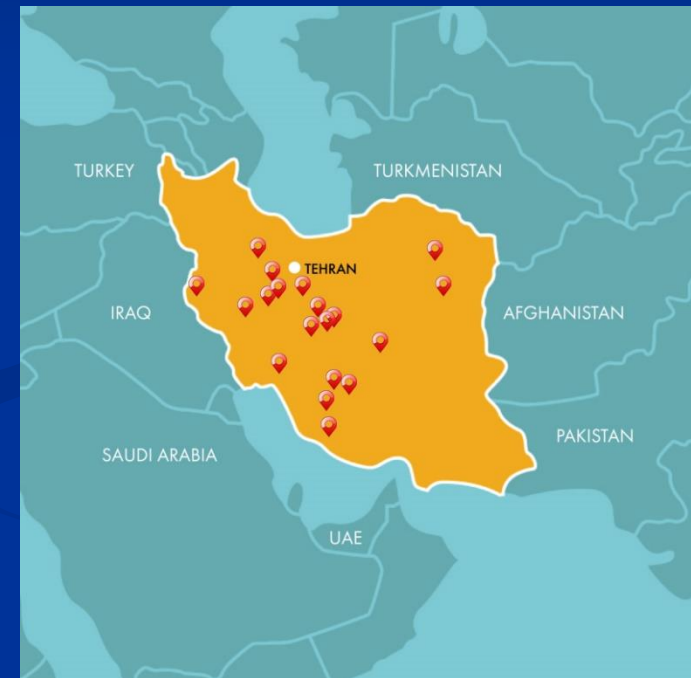 TURKEY
TURKMENISTAN
TEHRAN
IRAQ
AFGHANISTAN
PAKISTAN
SAUDI ARABIA
UAE